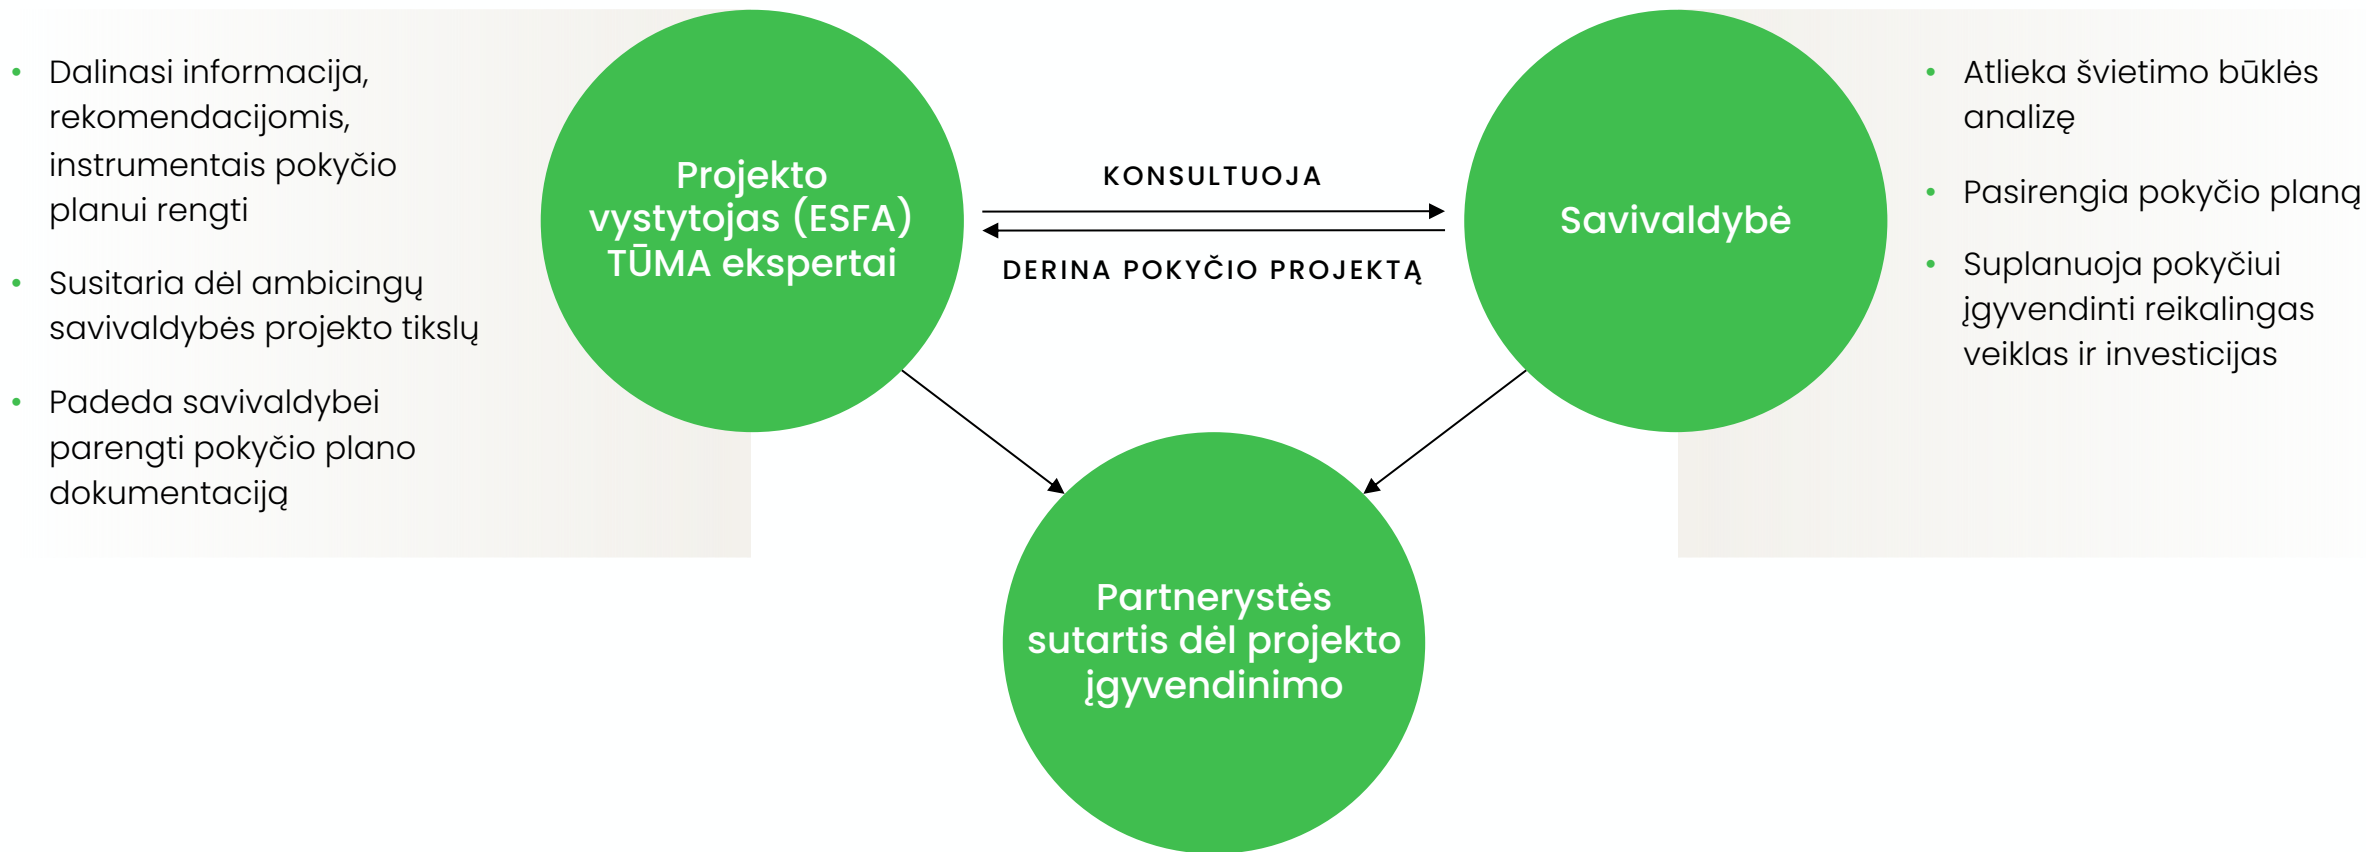 • Dalinasi informacija,
rekomendacijomis,
instrumentais pokyčio
planui rengti
• Susitaria dėl ambicingų
savivaldybės projekto tikslų
• Padeda savivaldybei
parengti pokyčio plano
dokumentaciją
Projekto
vystytojas (ESFA)
TŪMA ekspertai
KONSULTUOJA
DERINA POKYČIO PROJEKTĄ
Savivaldybė
• Atlieka švietimo būklės
analizę
• Pasirengia pokyčio planą
• Suplanuoja pokyčiui
įgyvendinti reikalingas
veiklas ir investicijas
Partnerystės
sutartis dėl projekto
įgyvendinimo